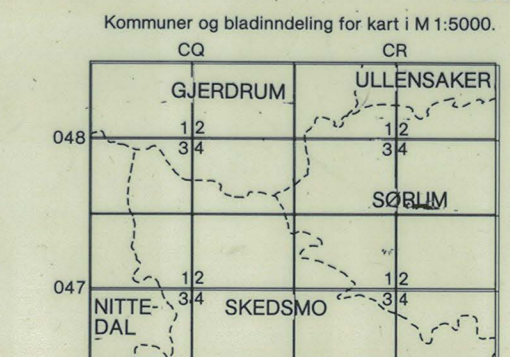 Kommuner og bladinndeling for kart i M 1:5000.
CQ CR
GJERDRUM ULLENSAKER
1 2 1 2
048
3 4 3 4
SØRUM
1 2 1 2
047
3 4 3 4
NITTE- SKEDSMO
DAL